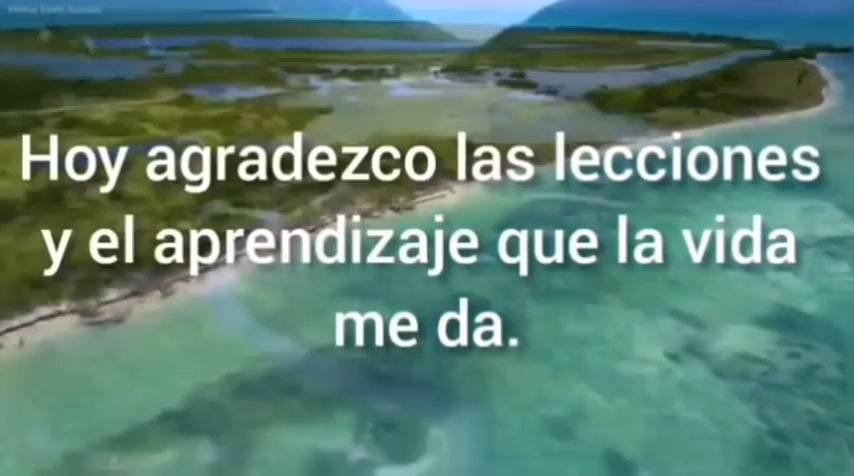 Hoy agradezco las lecciones
y el aprendizaje que la vida
me da.